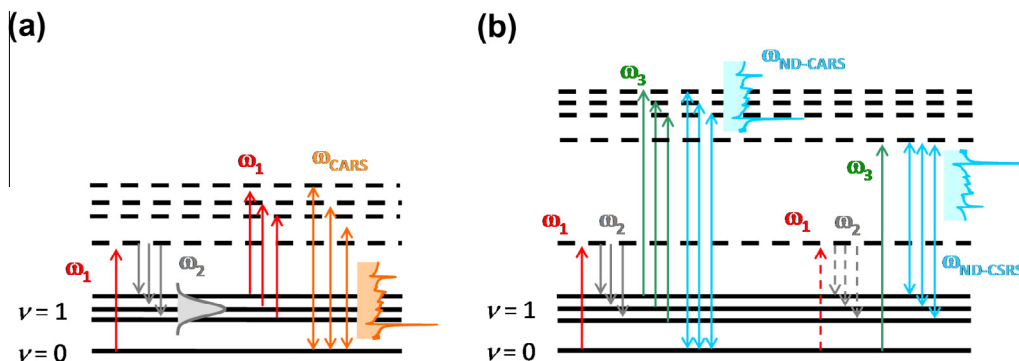 (a)
ω1
ωCARS
ω1
ω2
ν = 1
ν = 0
(b)
ωND-CARS
ω3
ω3
ω1
ω2
ω1
ω2
ωND-CSRS
ν = 1
ν = 0